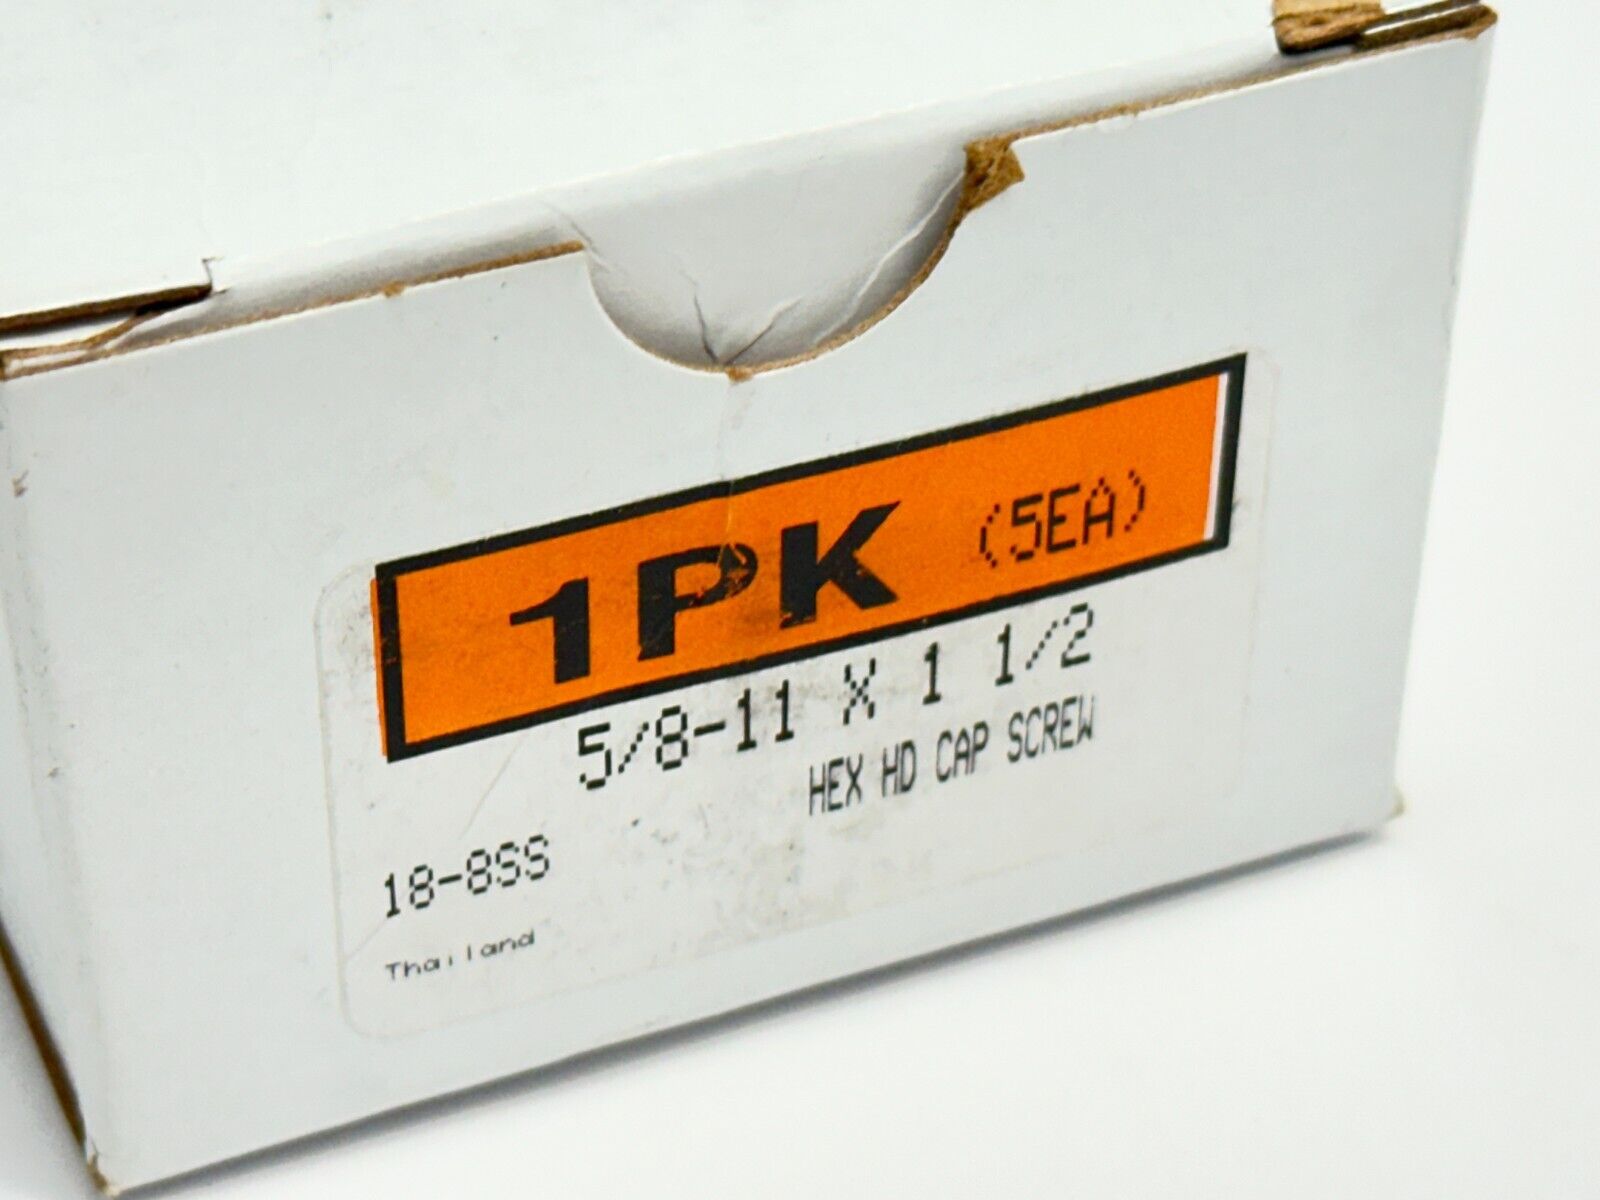 1PK (5EA)
5/8-11 X 1 1/2
HEX HD CAP SCREW
18-8SS
Thailand